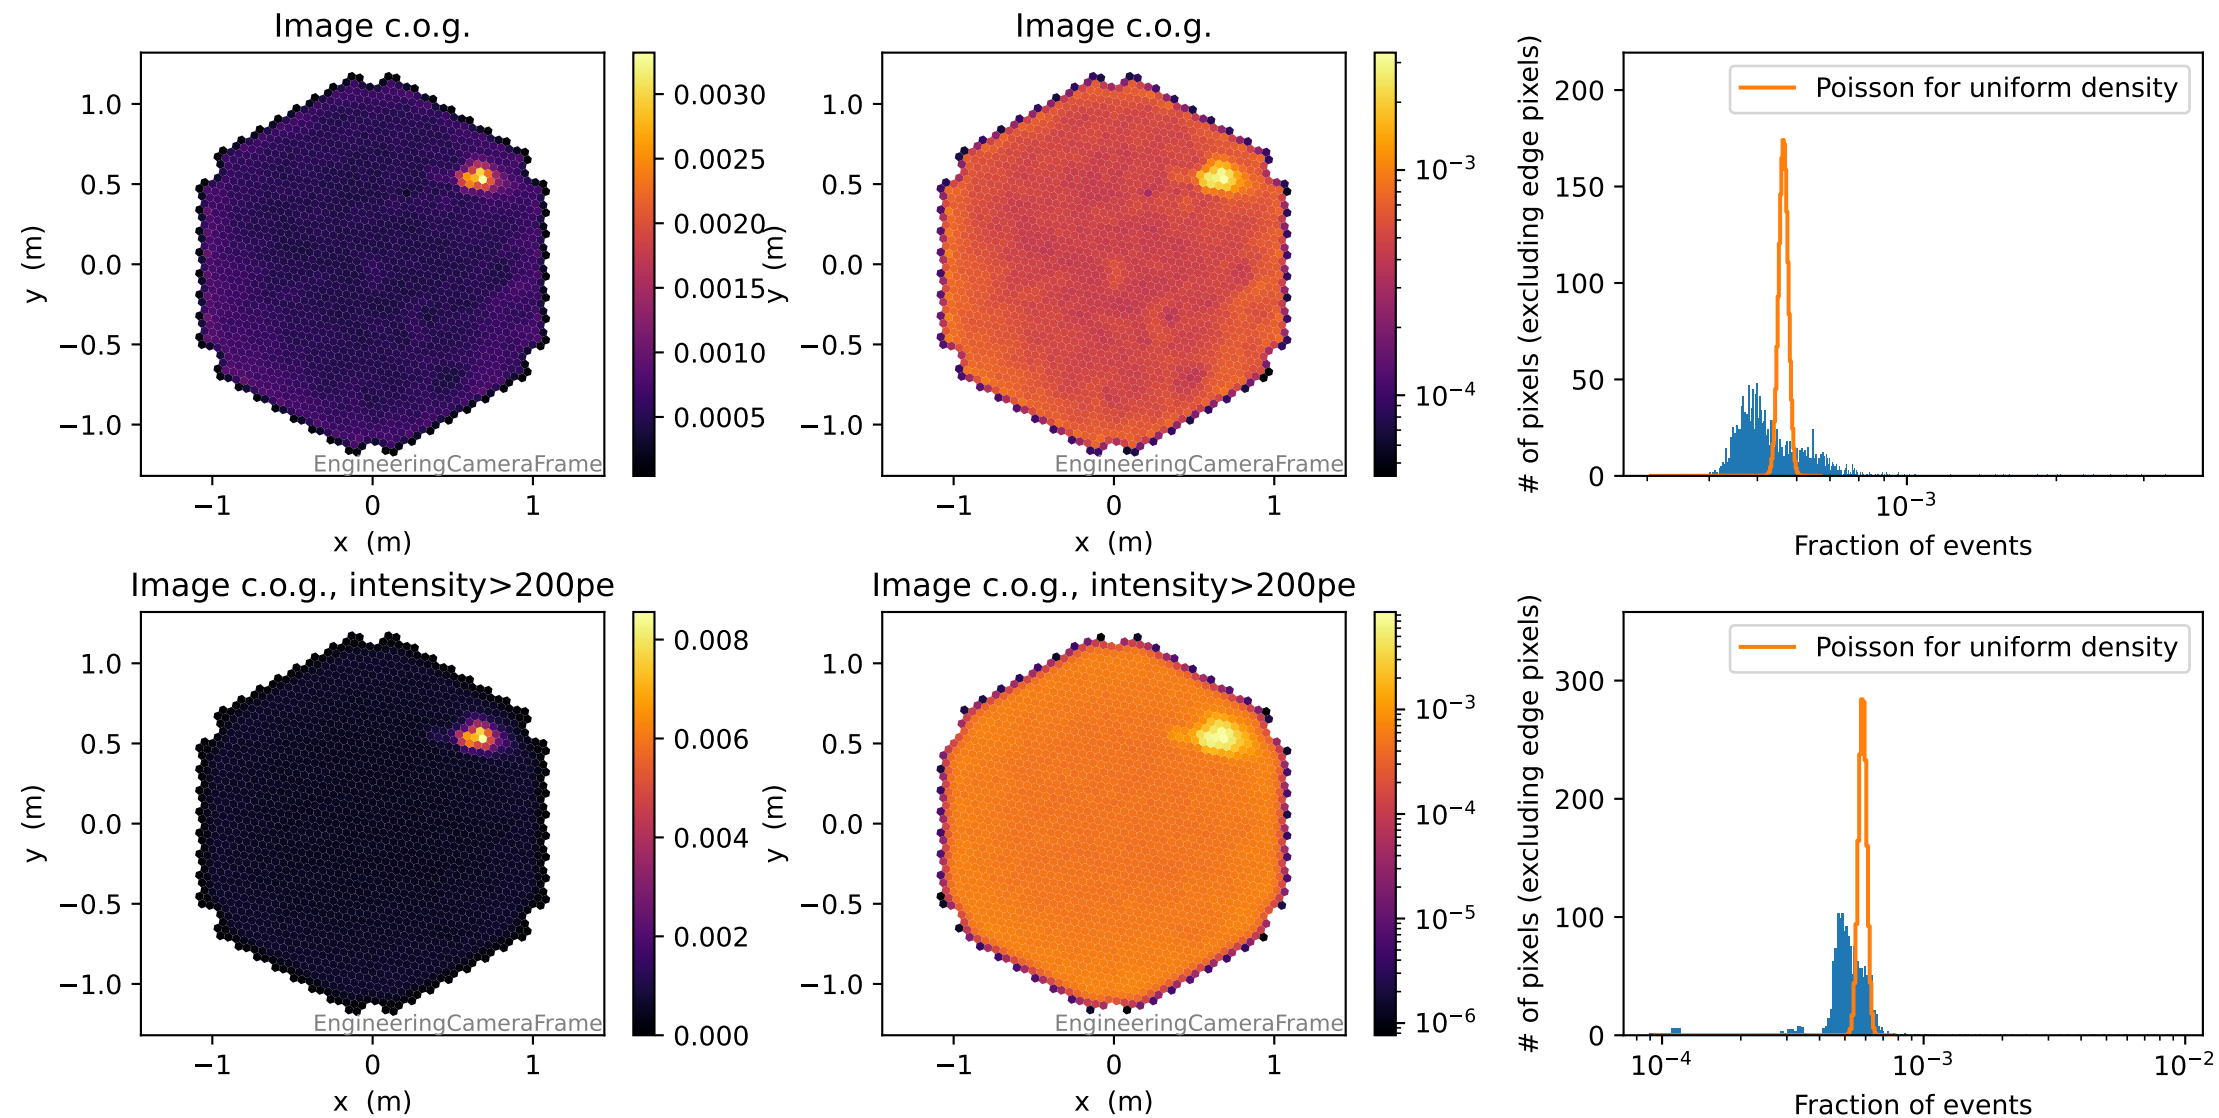 Image c.o.g.
1.0
0.5
0.0
−0.5
−1.0
y (m)
−1
0
1
x (m)
EngineeringCameraFrame
0.0030
0.0025
0.0020
0.0015
0.0010
0.0005
Image c.o.g.
1.0
0.5
0.0
−0.5
−1.0
y (m)
−1
0
1
x (m)
EngineeringCameraFrame
10⁻³
10⁻⁴
Poisson for uniform density
200
150
100
50
0
# of pixels (excluding edge pixels)
10⁻³
Fraction of events
Image c.o.g., intensity>200pe
1.0
0.5
0.0
−0.5
−1.0
y (m)
−1
0
1
x (m)
EngineeringCameraFrame
0.008
0.006
0.004
0.002
0.000
Image c.o.g., intensity>200pe
1.0
0.5
0.0
−0.5
−1.0
y (m)
−1
0
1
x (m)
EngineeringCameraFrame
10⁻³
10⁻⁴
10⁻⁵
10⁻⁶
Poisson for uniform density
300
200
100
0
# of pixels (excluding edge pixels)
10⁻⁴
10⁻³
10⁻²
Fraction of events